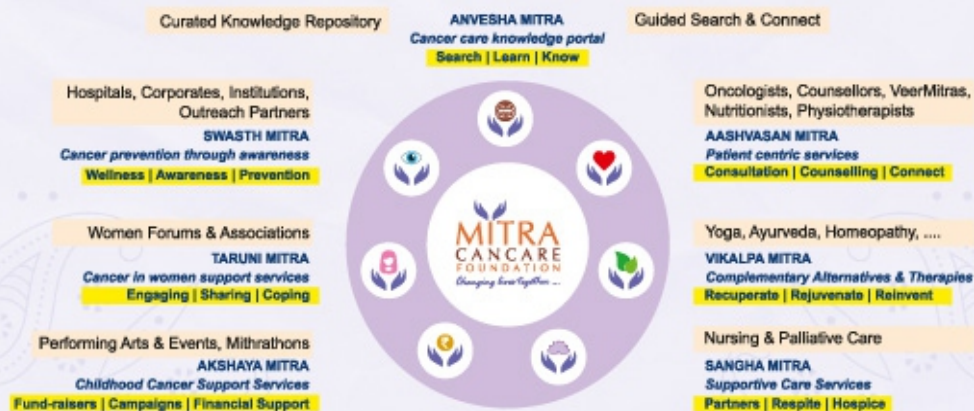 Curated Knowledge Repository
ANVESHA MITRA
Cancer care knowledge portal
Search | Learn | Know
Guided Search & Connect
Hospitals, Corporates, Institutions,
Outreach Partners
SWASTH MITRA
Cancer prevention through awareness
Wellness | Awareness | Prevention
Oncologists, Counsellors, VeerMitras,
Nutritionists, Physiotherapists
AASHVASAN MITRA
Patient centric services
Consultation | Counselling | Connect
MITRA
CANCARE
FOUNDATION
Changing lives together ...
Women Forums & Associations
TARUNI MITRA
Cancer in women support services
Engaging | Sharing | Coping
Yoga, Ayurveda, Homeopathy, ....
VIKALPA MITRA
Complementary Alternatives & Therapies
Recuperate | Rejuvenate | Reinvent
Performing Arts & Events, Mithrathons
AKSHAYA MITRA
Childhood Cancer Support Services
Fund-raisers | Campaigns | Financial Support
Nursing & Palliative Care
SANGHA MITRA
Supportive Care Services
Partners | Respite | Hospice